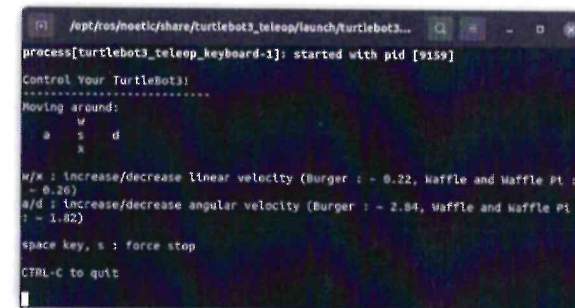 /opt/ros/noetic/share/turtlebot3_teleop/launch/turtlebot3...
process[turtlebot3_teleop_keyboard-1]: started with pid [9159]
Control Your TurtleBot3!
---------------------------
Moving around:
w
a s d
x
w/x : increase/decrease linear velocity (Burger : ~ 0.22, Waffle and Waffle Pi :
~ 0.26)
a/d : increase/decrease angular velocity (Burger : ~ 2.84, Waffle and Waffle Pi
: ~ 1.82)
space key, s : force stop
CTRL-C to quit